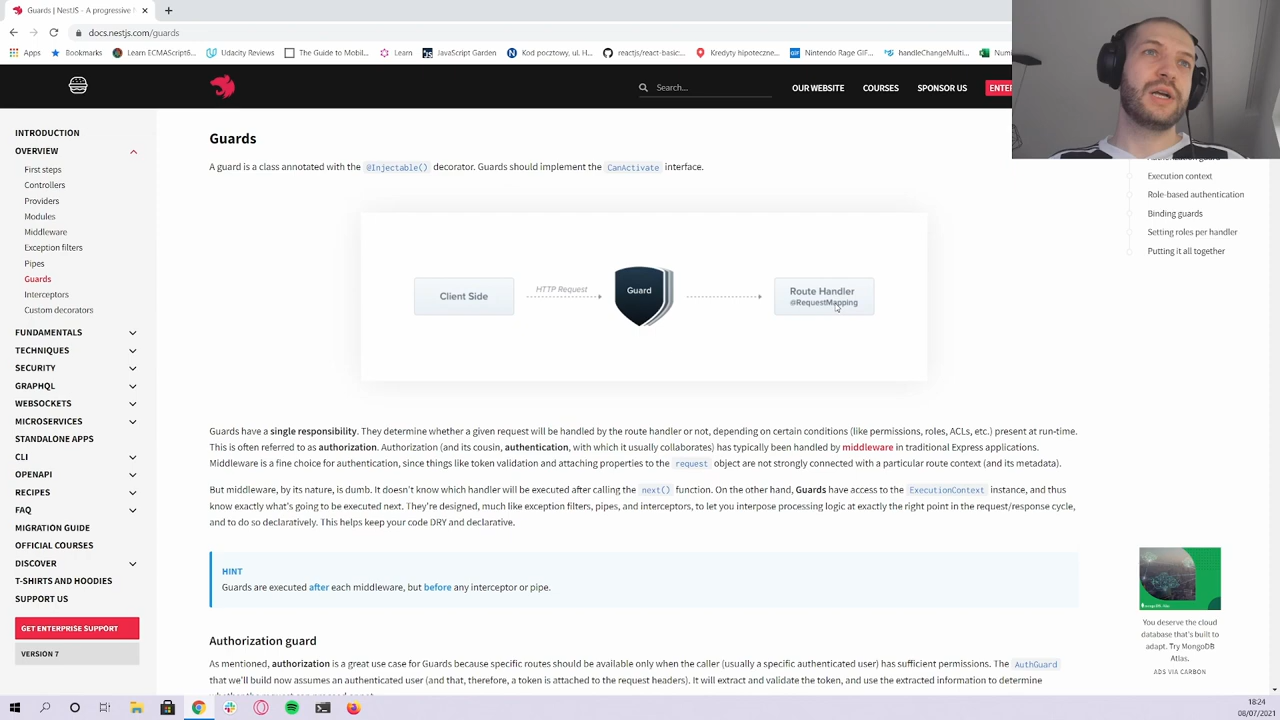 Guards | NestJS - A progressive N
docs.nestjs.com/guards
Apps
Bookmarks
Learn ECMAScript6...
Udacity Reviews
The Guide to Mobil...
Learn
JavaScript Garden
Kod pocztowy, ul. H...
reactjs/react-basic:...
Kredyty hipoteczne...
Nintendo Rage GIF...
handleChangeMulti...
OUR WEBSITE
COURSES
SPONSOR US
Search...
INTRODUCTION
OVERVIEW
First steps
Controllers
Providers
Modules
Middleware
Exception filters
Pipes
Guards
Interceptors
Custom decorators
FUNDAMENTALS
TECHNIQUES
SECURITY
GRAPHQL
WEBSOCKETS
MICROSERVICES
STANDALONE APPS
CLI
OPENAPI
RECIPES
FAQ
MIGRATION GUIDE
OFFICIAL COURSES
DISCOVER
T-SHIRTS AND HOODIES
SUPPORT US
GET ENTERPRISE SUPPORT
VERSION 7
Guards
A guard is a class annotated with the @Injectable() decorator. Guards should implement the CanActivate interface.
Client Side
HTTP Request
Guard
Route Handler
@RequestMapping
Guards have a single responsibility. They determine whether a given request will be handled by the route handler or not, depending on certain conditions (like permissions, roles, ACLs, etc.) present at run-time.
This is often referred to as authorization. Authorization (and its cousin, authentication, with which it usually collaborates) has typically been handled by middleware in traditional Express applications.
Middleware is a fine choice for authentication, since things like token validation and attaching properties to the request object are not strongly connected with a particular route context (and its metadata).
But middleware, by its nature, is dumb. It doesn't know which handler will be executed after calling the next() function. On the other hand, Guards have access to the ExecutionContext instance, and thus
know exactly what's going to be executed next. They're designed, much like exception filters, pipes, and interceptors, to let you interpose processing logic at exactly the right point in the request/response cycle,
and to do so declaratively. This helps keep your code DRY and declarative.
HINT
Guards are executed after each middleware, but before any interceptor or pipe.
Authorization guard
As mentioned, authorization is a great use case for Guards because specific routes should be available only when the caller (usually a specific authenticated user) has sufficient permissions. The AuthGuard
that we'll build now assumes an authenticated user (and that, therefore, a token is attached to the request headers). It will extract and validate the token, and use the extracted information to determine
Execution context
Role-based authentication
Binding guards
Setting roles per handler
Putting it all together
You deserve the cloud
database that's built to
adapt. Try MongoDB
Atlas.
ADS VIA CARBON
18:24
08/07/2021